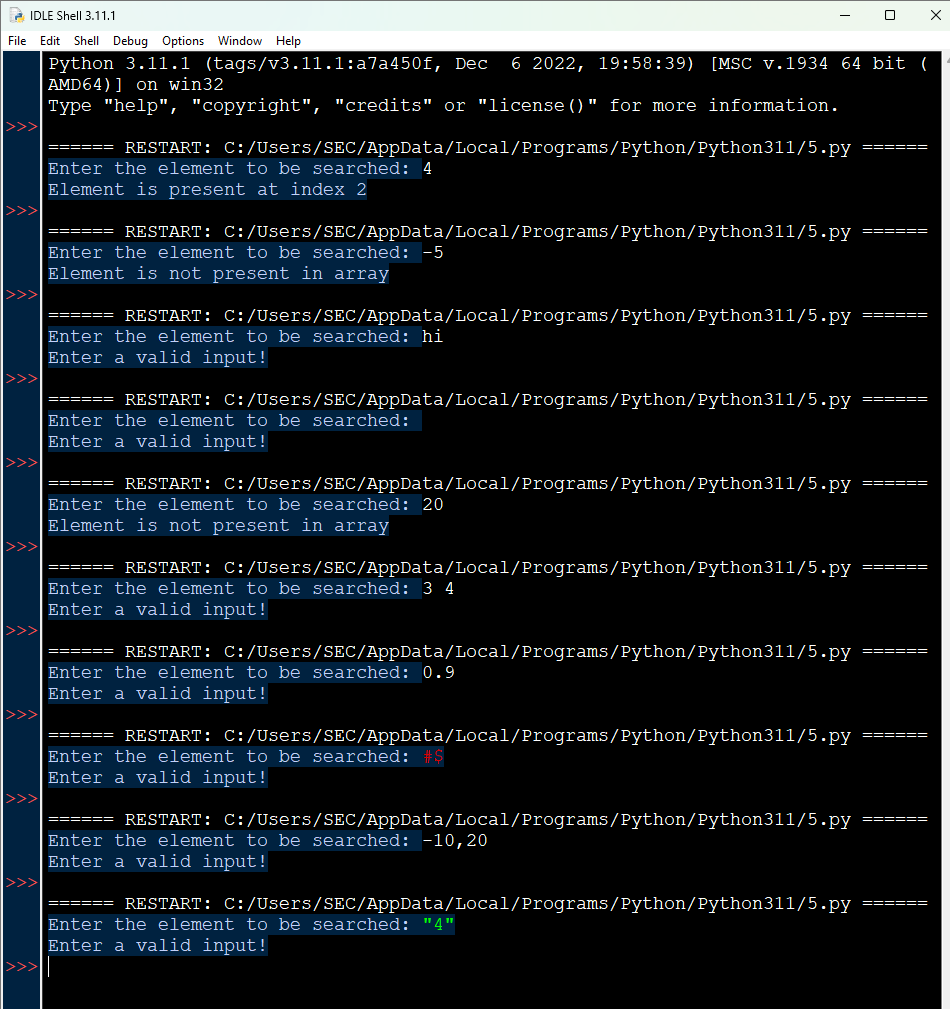 IDLE Shell 3.11.1
File Edit Shell Debug Options Window Help
Python 3.11.1 (tags/v3.11.1:a7a450f, Dec  6 2022, 19:58:39) [MSC v.1934 64 bit (
AMD64)] on win32
Type "help", "copyright", "credits" or "license()" for more information.
>>>
====== RESTART: C:/Users/SEC/AppData/Local/Programs/Python/Python311/5.py ======
Enter the element to be searched: 4
Element is present at index 2
>>>
====== RESTART: C:/Users/SEC/AppData/Local/Programs/Python/Python311/5.py ======
Enter the element to be searched: -5
Element is not present in array
>>>
====== RESTART: C:/Users/SEC/AppData/Local/Programs/Python/Python311/5.py ======
Enter the element to be searched: hi
Enter a valid input!
>>>
====== RESTART: C:/Users/SEC/AppData/Local/Programs/Python/Python311/5.py ======
Enter the element to be searched:
Enter a valid input!
>>>
====== RESTART: C:/Users/SEC/AppData/Local/Programs/Python/Python311/5.py ======
Enter the element to be searched: 20
Element is not present in array
>>>
====== RESTART: C:/Users/SEC/AppData/Local/Programs/Python/Python311/5.py ======
Enter the element to be searched: 3 4
Enter a valid input!
>>>
====== RESTART: C:/Users/SEC/AppData/Local/Programs/Python/Python311/5.py ======
Enter the element to be searched: 0.9
Enter a valid input!
>>>
====== RESTART: C:/Users/SEC/AppData/Local/Programs/Python/Python311/5.py ======
Enter the element to be searched: #$
Enter a valid input!
>>>
====== RESTART: C:/Users/SEC/AppData/Local/Programs/Python/Python311/5.py ======
Enter the element to be searched: -10,20
Enter a valid input!
>>>
====== RESTART: C:/Users/SEC/AppData/Local/Programs/Python/Python311/5.py ======
Enter the element to be searched: "4"
Enter a valid input!
>>>